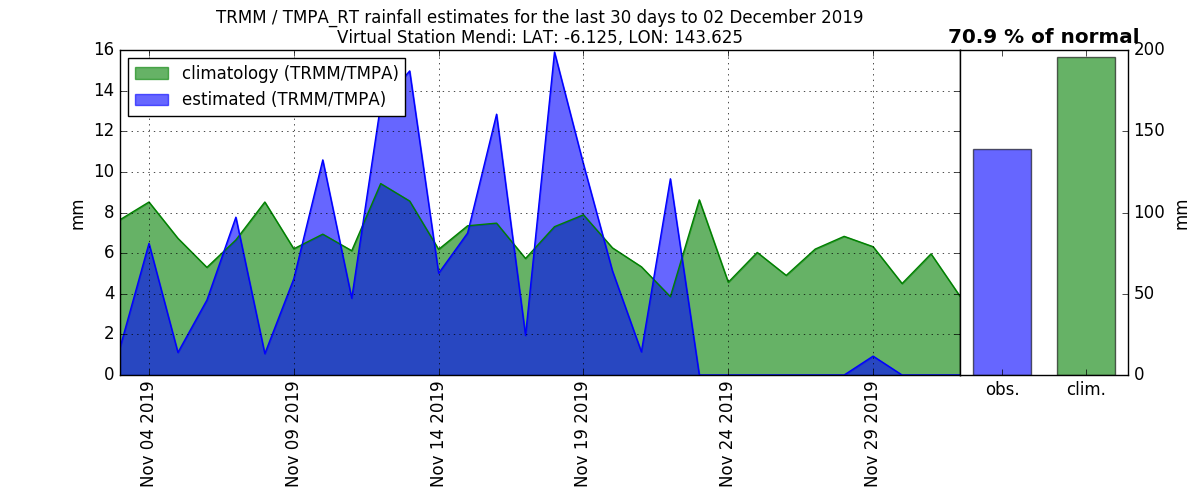 TRMM / TMPA_RT rainfall estimates for the last 30 days to 02 December 2019
Virtual Station Mendi: LAT: -6.125, LON: 143.625
70.9 % of normal
climatology (TRMM/TMPA)
estimated (TRMM/TMPA)
mm
16
14
12
10
8
6
4
2
0
Nov 04 2019
Nov 09 2019
Nov 14 2019
Nov 19 2019
Nov 24 2019
Nov 29 2019
obs.
clim.
200
150
100
50
0
mm